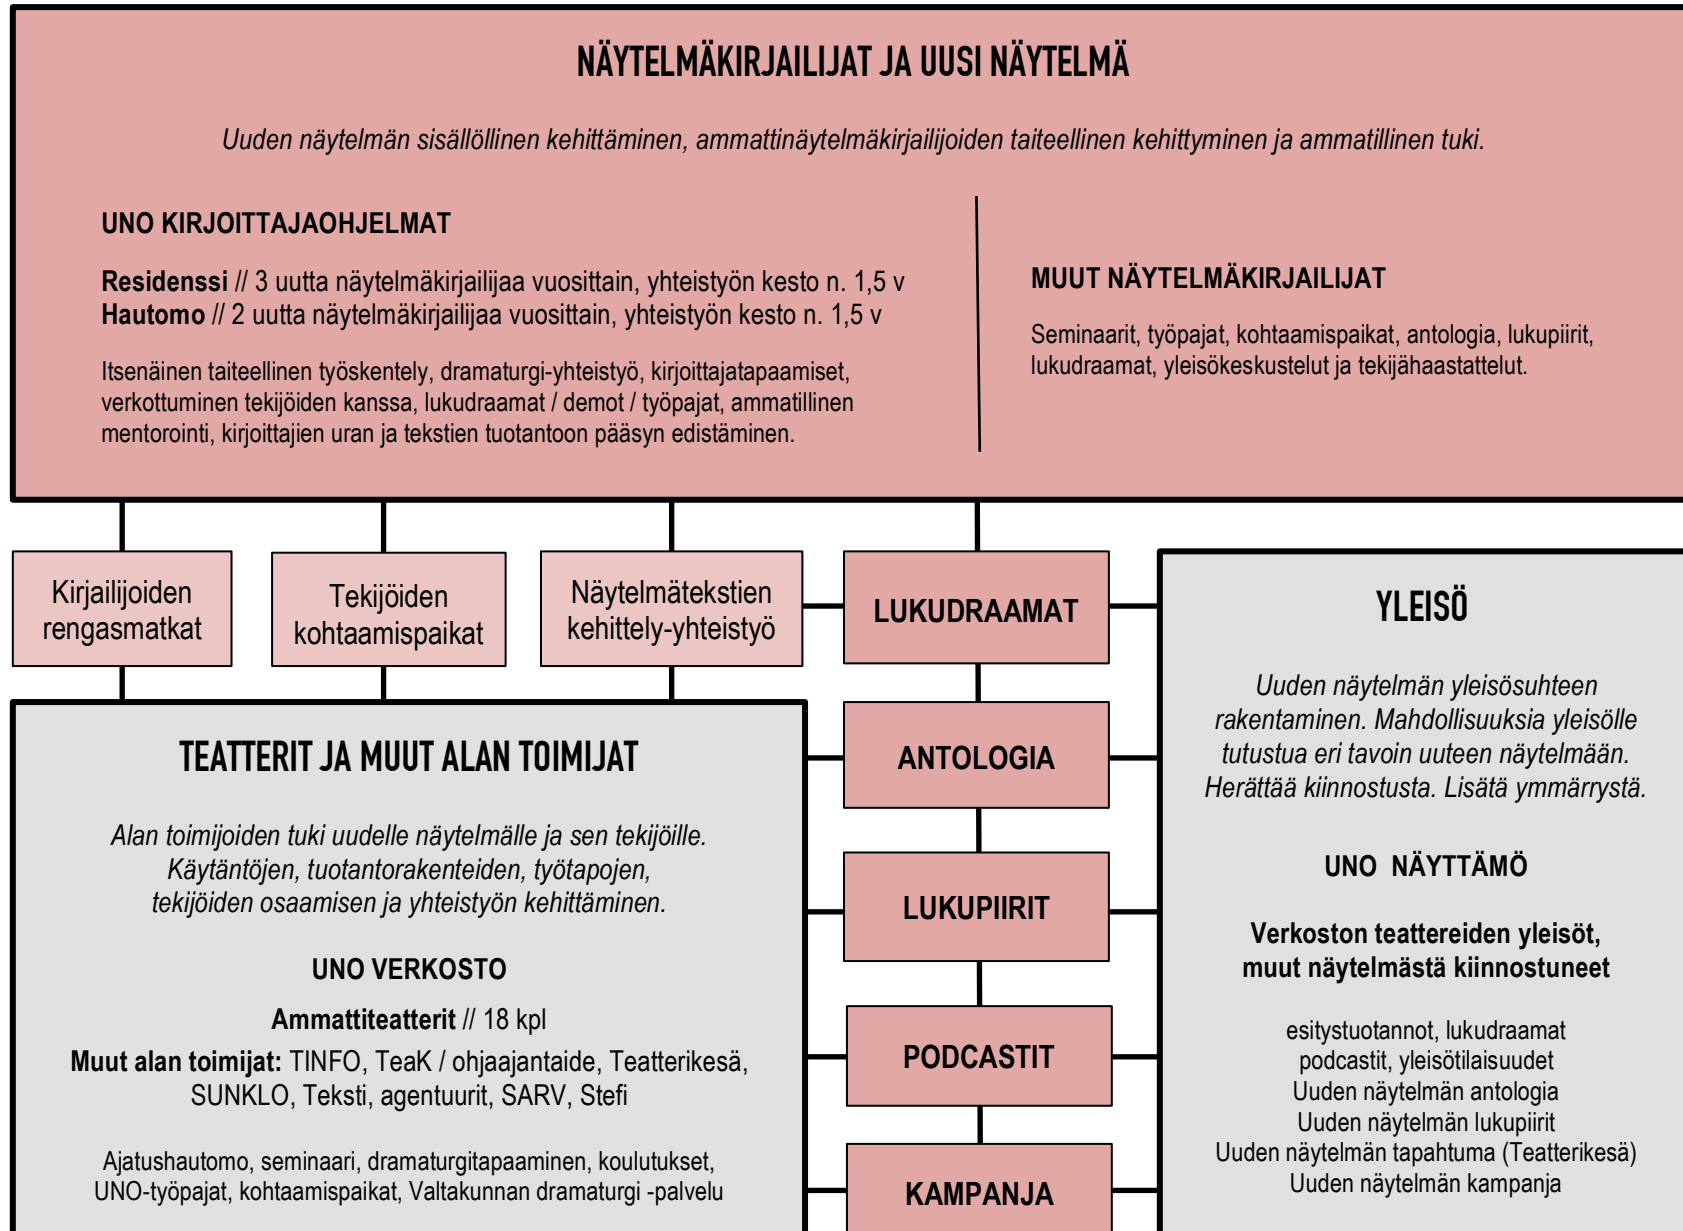 NÄYTELMÄKIRJAILIJAT JA UUSI NÄYTELMÄ
Uuden näytelmän sisällöllinen kehittäminen, ammattinäytelmäkirjailijoiden taiteellinen kehittyminen ja ammatillinen tuki.
UNO KIRJOITTAJAOHJELMAT
Residenssi // 3 uutta näytelmäkirjailijaa vuosittain, yhteistyön kesto n. 1,5 v
Hautomo // 2 uutta näytelmäkirjailijaa vuosittain, yhteistyön kesto n. 1,5 v
Itsenäinen taiteellinen työskentely, dramaturgi-yhteistyö, kirjoittajatapaamiset,
verkottuminen tekijöiden kanssa, lukudraamat / demot / työpajat, ammatillinen
mentorointi, kirjoittajien uran ja tekstien tuotantoon pääsyn edistäminen.
MUUT NÄYTELMÄKIRJAILIJAT
Seminaarit, työpajat, kohtaamispaikat, antologia, lukupiirit,
lukudraamat, yleisökeskustelut ja tekijähaastattelut.
Kirjailijoiden
rengasmatkat
Tekijöiden
kohtaamispaikat
Näytelmätekstien
kehittely-yhteistyö
LUKUDRAAMAT
ANTOLOGIA
LUKUPIIRIT
PODCASTIT
KAMPANJA
TEATTERIT JA MUUT ALAN TOIMIJAT
Alan toimijoiden tuki uudelle näytelmälle ja sen tekijöille.
Käytäntöjen, tuotantorakenteiden, työtapojen,
tekijöiden osaamisen ja yhteistyön kehittäminen.
UNO VERKOSTO
Ammattiteatterit // 18 kpl
Muut alan toimijat: TINFO, TeaK / ohjaajantaide, Teatterikesä,
SUNKLO, Teksti, agentuurit, SARV, Stefi
Ajatushautomo, seminaari, dramaturgitapaaminen, koulutukset,
UNO-työpajat, kohtaamispaikat, Valtakunnan dramaturgi -palvelu
YLEISÖ
Uuden näytelmän yleisösuhteen
rakentaminen. Mahdollisuuksia yleisölle
tutustua eri tavoin uuteen näytelmään.
Herättää kiinnostusta. Lisätä ymmärrystä.
UNO NÄYTTÄMÖ
Verkoston teattereiden yleisöt,
muut näytelmästä kiinnostuneet
esitystuotannot, lukudraamat
podcastit, yleisötilaisuudet
Uuden näytelmän antologia
Uuden näytelmän lukupiirit
Uuden näytelmän tapahtuma (Teatterikesä)
Uuden näytelmän kampanja